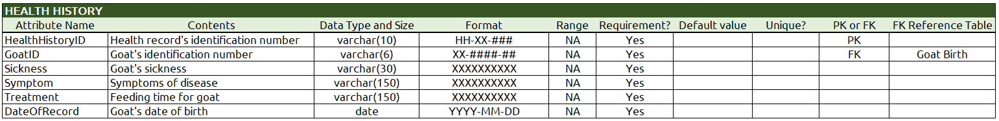 HEALTH HISTORY
Attribute Name Contents Data Type and Size Format Range Requirement? Default value Unique? PK or FK FK Reference Table
HealthHistoryID Health record's identification number varchar(10) HH-XX-### NA Yes PK
GoatID Goat's identification number varchar(6) XX-####-## NA Yes FK Goat Birth
Sickness Goat's sickness varchar(30) XXXXXXXXXX NA Yes
Symptom Symptoms of disease varchar(150) XXXXXXXXXX NA Yes
Treatment Feeding time for goat varchar(150) XXXXXXXXXX NA Yes
DateOfRecord Goat's date of birth date YYYY-MM-DD NA Yes